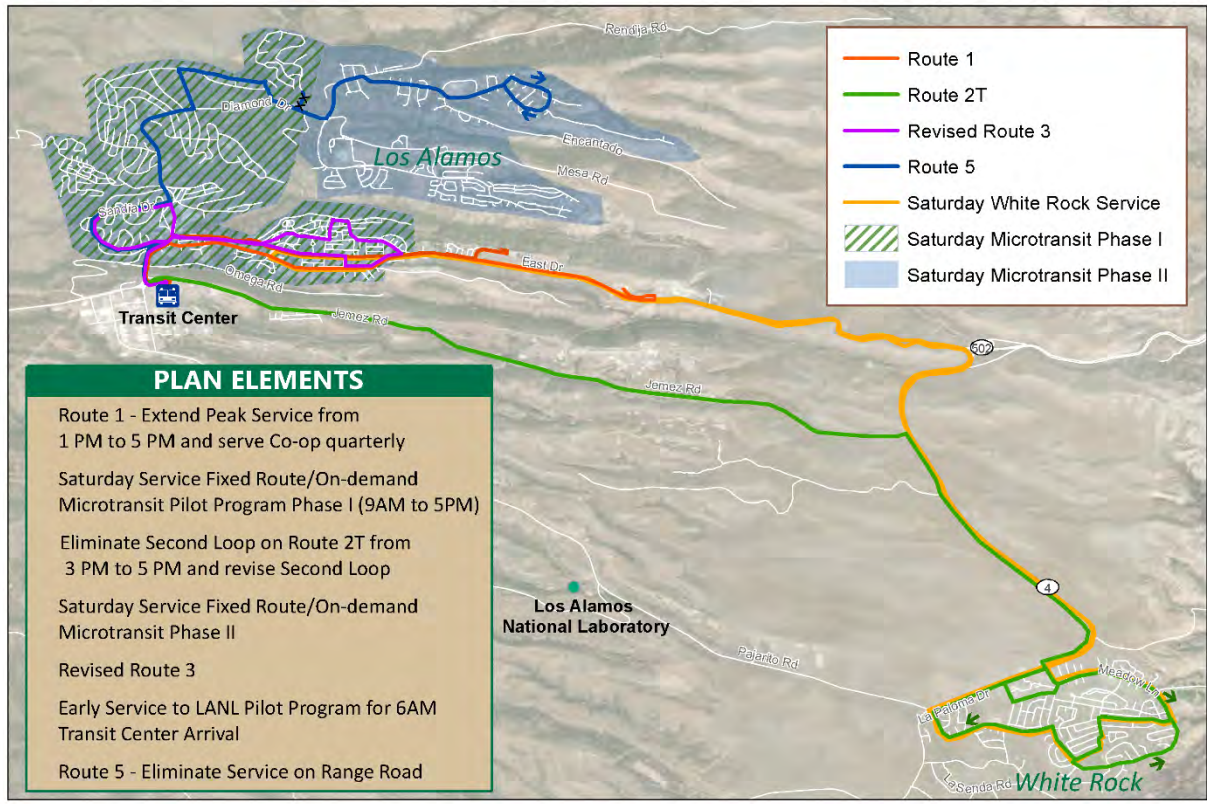 Rendija Rd
Diamond Dr
X
X
Encantado
Los Alamos
Mesa Rd
Sandia Dr
East Dr
Omega Rd
Transit Center
Jemez Rd
Jemez Rd
502
4
Los Alamos
National Laboratory
Pajarito Rd
La Paloma Dr
Meadow Ln
La Senda Rd
White Rock
Route 1
Route 2T
Revised Route 3
Route 5
Saturday White Rock Service
Saturday Microtransit Phase I
Saturday Microtransit Phase II
PLAN ELEMENTS
Route 1 - Extend Peak Service from
1 PM to 5 PM and serve Co-op quarterly
Saturday Service Fixed Route/On-demand
Microtransit Pilot Program Phase I (9AM to 5PM)
Eliminate Second Loop on Route 2T from
3 PM to 5 PM and revise Second Loop
Saturday Service Fixed Route/On-demand
Microtransit Phase II
Revised Route 3
Early Service to LANL Pilot Program for 6AM
Transit Center Arrival
Route 5 - Eliminate Service on Range Road